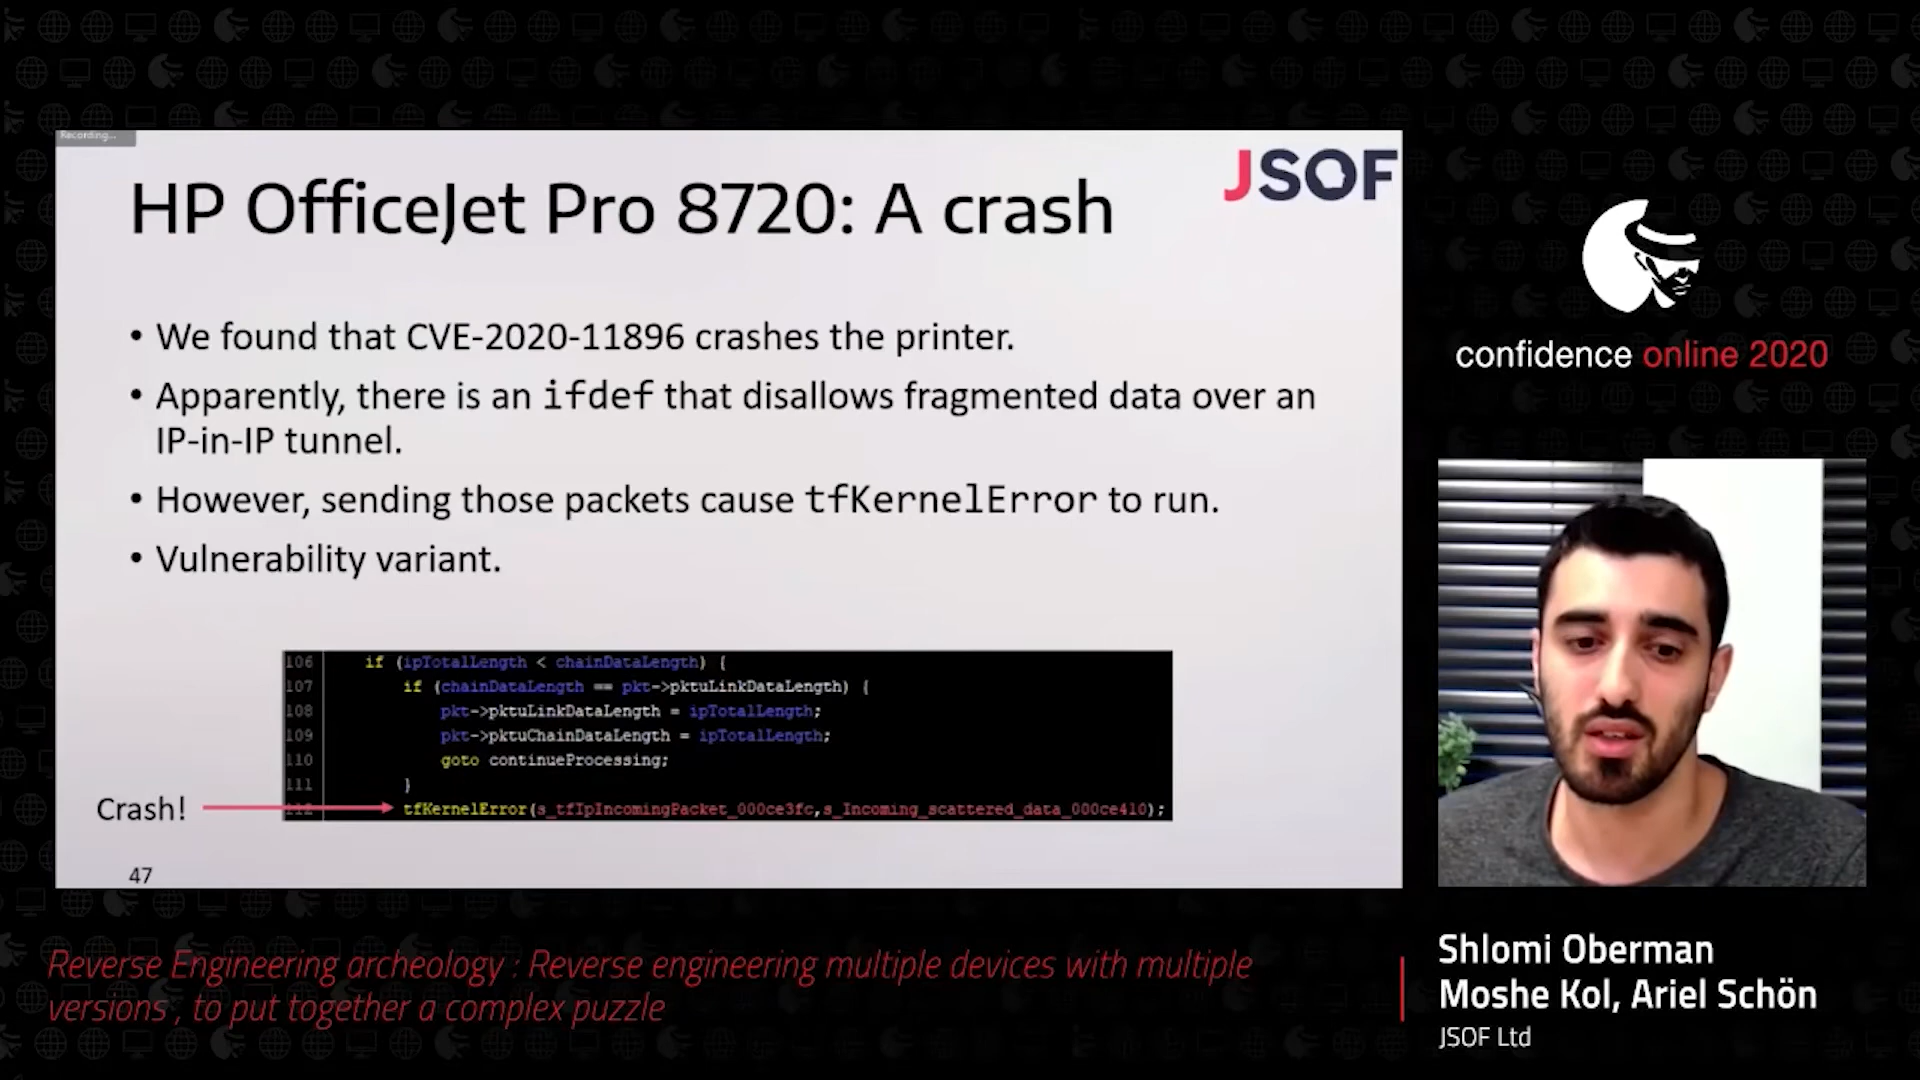 Recording...
JSOF
HP OfficeJet Pro 8720: A crash
• We found that CVE-2020-11896 crashes the printer.
• Apparently, there is an ifdef that disallows fragmented data over an
IP-in-IP tunnel.
• However, sending those packets cause tfKernelError to run.
• Vulnerability variant.
106 if (ipTotalLength < chainDataLength) {
107 if (chainDataLength == pkt->pktuLinkDataLength) {
108 pkt->pktuLinkDataLength = ipTotalLength;
109 pkt->pktuChainDataLength = ipTotalLength;
110 goto continueProcessing;
111 }
112 tfKernelError(s_tfIpIncomingPacket_000ce3fc,s_Incoming_scattered_data_000ce410);
Crash!
47
confidence online 2020
Reverse Engineering archeology : Reverse engineering multiple devices with multiple
versions , to put together a complex puzzle
Shlomi Oberman
Moshe Kol, Ariel Schön
JSOF Ltd